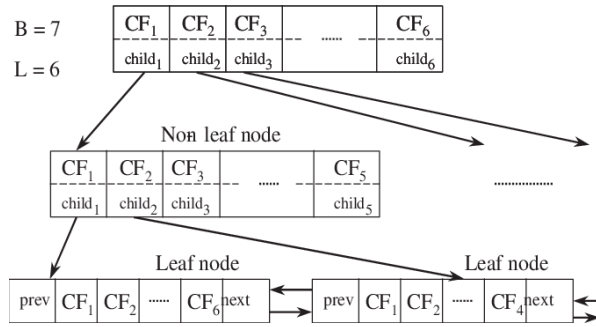 B = 7
L = 6
CF1 CF2 CF3 ...... CF6
child1 child2 child3 child6
Non leaf node
CF1 CF2 CF3 ...... CF5
child1 child2 child3 child5
................
Leaf node Leaf node
prev CF1 CF2 ...... CF6 next prev CF1 CF2 ...... CF4 next